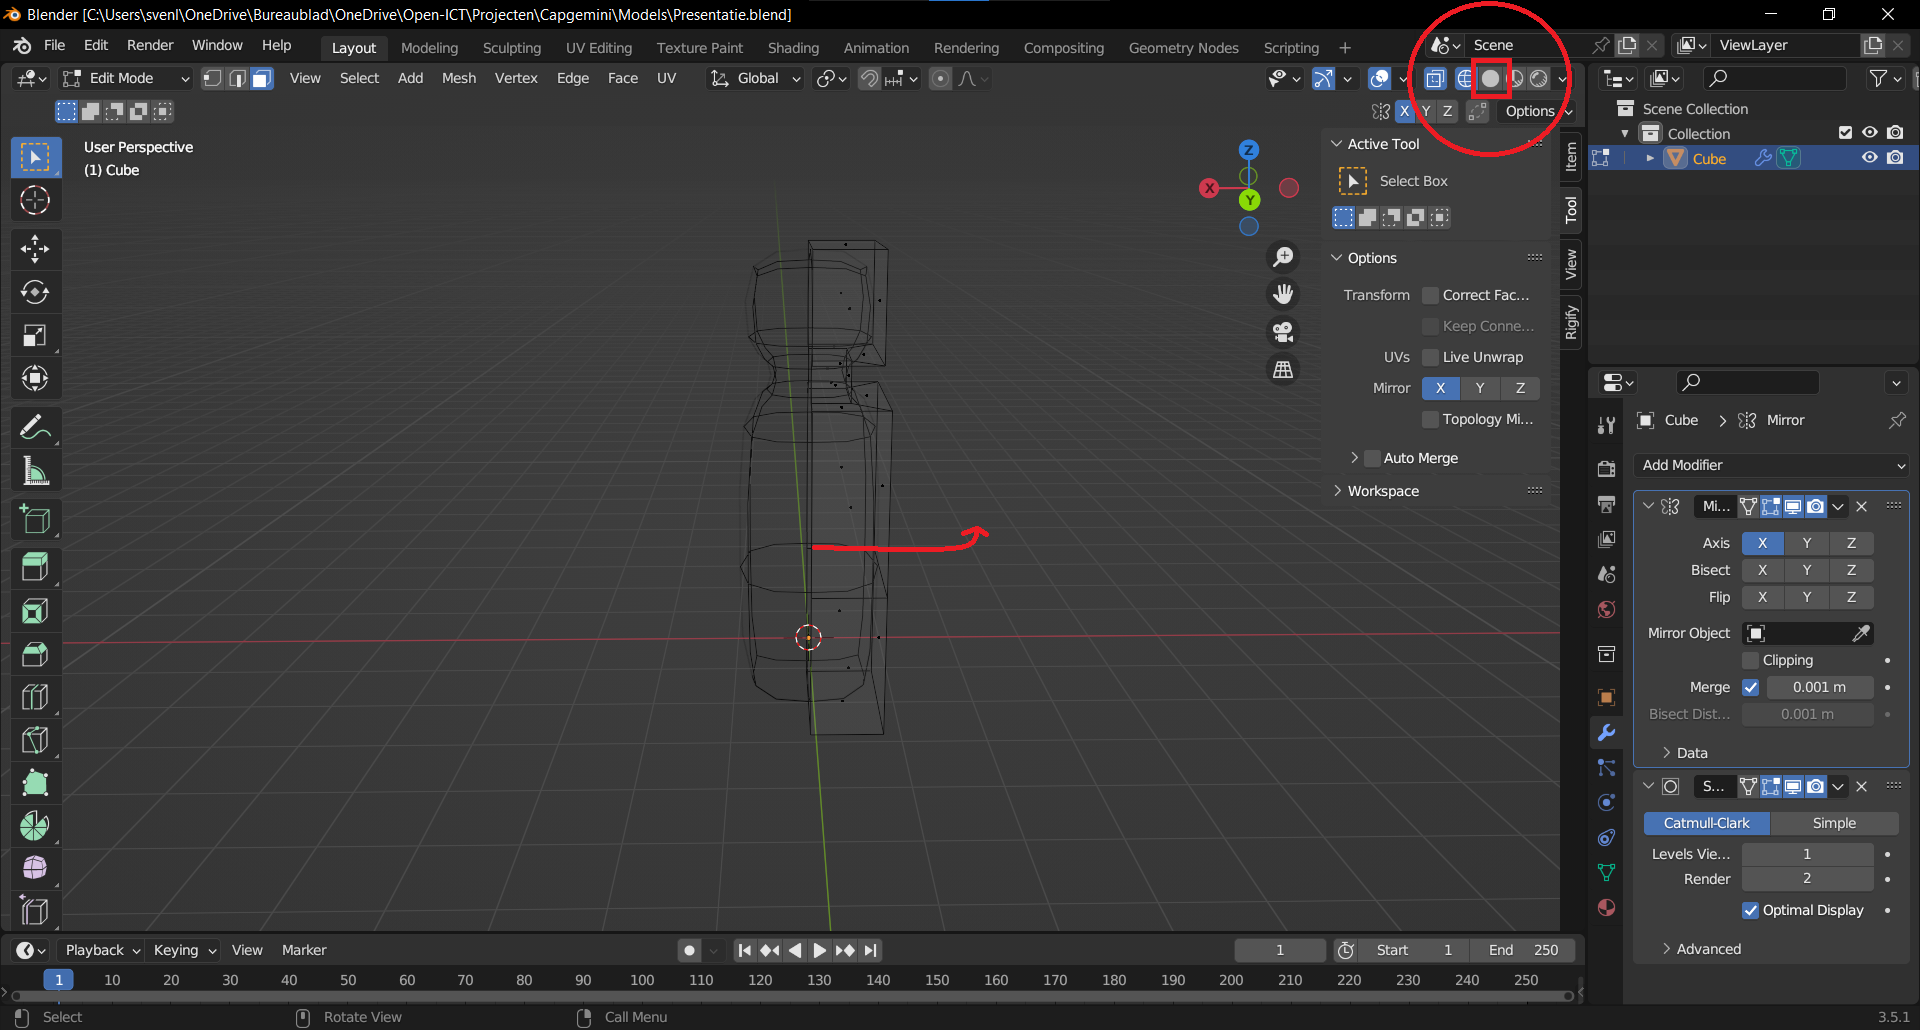 Blender [C:\Users\svenl\OneDrive\Bureaublad\OneDrive\Open-ICT\Projecten\Capgemini\Models\Presentatie.blend]
File Edit Render Window Help Layout Modeling Sculpting UV Editing Texture Paint Shading Animation Rendering Compositing Geometry Nodes Scripting + Scene ViewLayer
Edit Mode View Select Add Mesh Vertex Edge Face UV Global
X Y Z Options
User Perspective
(1) Cube
Z
X
Y
Active Tool
Select Box
Options
Transform Correct Fac...
Keep Conne...
UVs Live Unwrap
Mirror X Y Z
Topology Mi...
Auto Merge
Workspace
Item
Tool
View
Rigify
Scene Collection
Collection
Cube
Cube > Mirror
Add Modifier
Mi...
Axis X Y Z
Bisect X Y Z
Flip X Y Z
Mirror Object
Clipping
Merge 0.001 m
Bisect Dist... 0.001 m
Data
S...
Catmull-Clark Simple
Levels Vie... 1
Render 2
Optimal Display
Advanced
Playback Keying View Marker 1 Start 1 End 250
1 10 20 30 40 50 60 70 80 90 100 110 120 130 140 150 160 170 180 190 200 210 220 230 240 250
Select Rotate View Call Menu 3.5.1